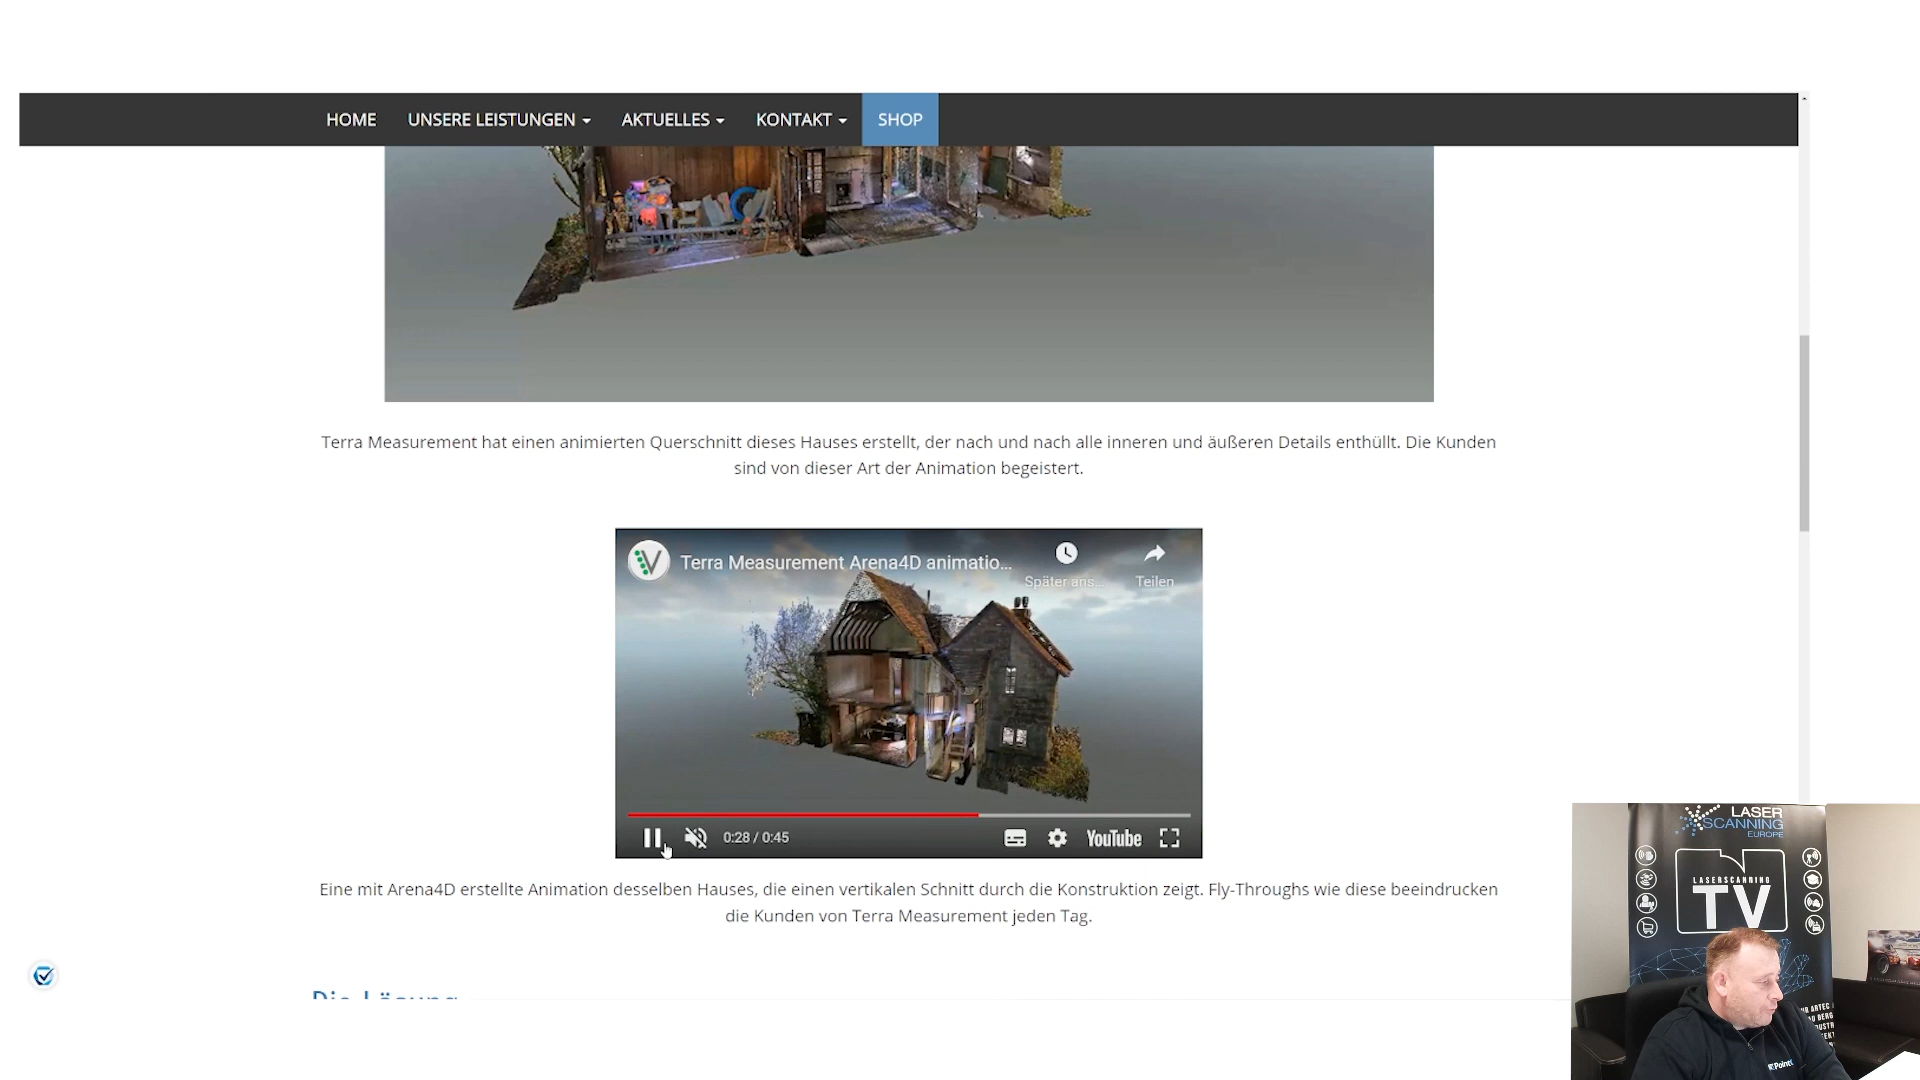 HOME UNSERE LEISTUNGEN AKTUELLES KONTAKT SHOP
Terra Measurement hat einen animierten Querschnitt dieses Hauses erstellt, der nach und nach alle inneren und äußeren Details enthüllt. Die Kunden
sind von dieser Art der Animation begeistert.
Terra Measurement Arena4D animatio...
Später ans... Teilen
0:28 / 0:45 YouTube
Eine mit Arena4D erstellte Animation desselben Hauses, die einen vertikalen Schnitt durch die Konstruktion zeigt. Fly-Throughs wie diese beeindrucken
die Kunden von Terra Measurement jeden Tag.
Die Lösung
LASER
SCANNING
EUROPE
LASERSCANNING
TV